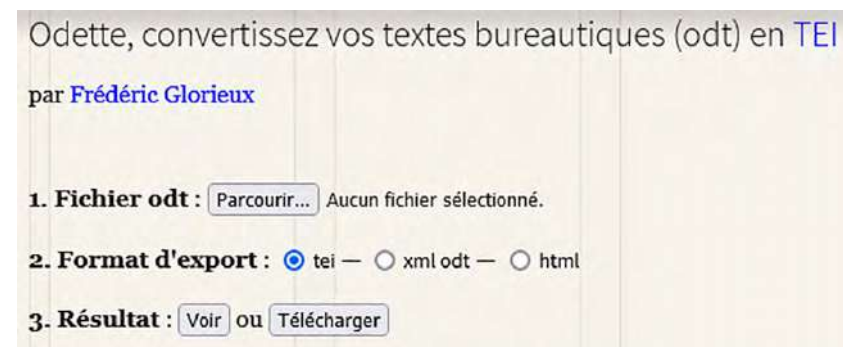 Odette, convertissez vos textes bureautiques (odt) en TEI
par Frédéric Glorieux
1. Fichier odt : Parcourir... Aucun fichier sélectionné.
2. Format d'export : tei — xml odt — html
3. Résultat : Voir ou Télécharger